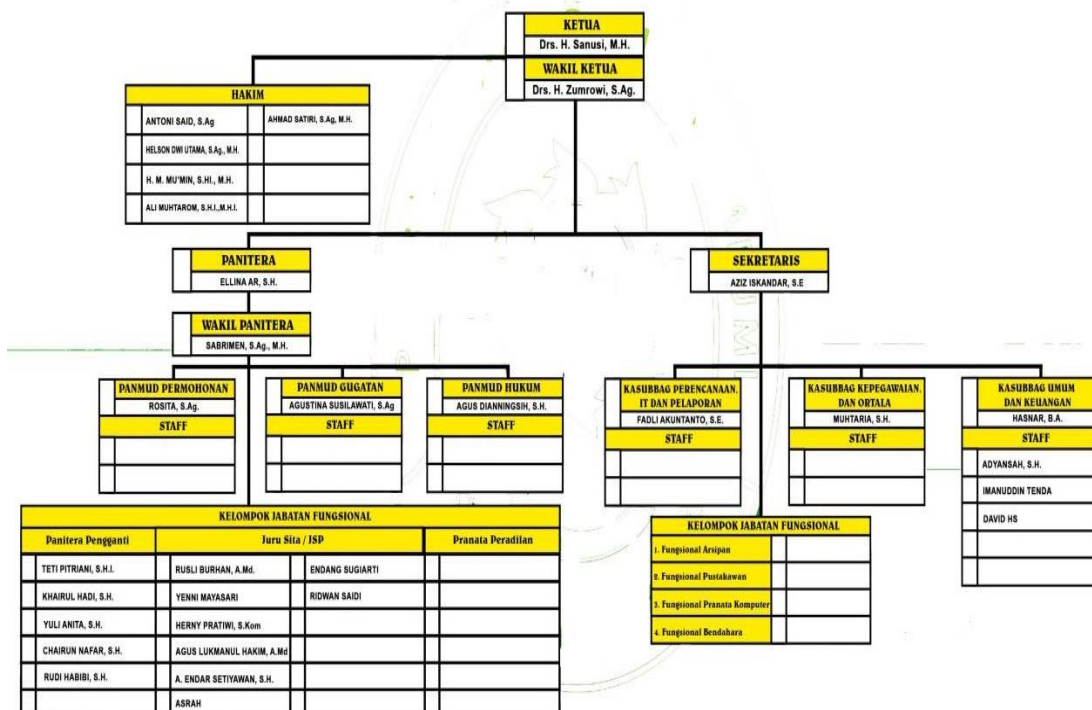 KETUA
Drs. H. Sanusi, M.H.
WAKIL KETUA
Drs. H. Zumrowi, S.Ag.
HAKIM
ANTONI SAID, S.Ag
AHMAD SATIRI, S.Ag, M.H.
HELSON DWI UTAMA, S.Ag., M.H.
H. M. MU'MIN, S.HI., M.H.
ALI MUHTAROM, S.H.I.,M.H.I.
PANITERA
ELLINA AR, S.H.
SEKRETARIS
AZIZ ISKANDAR, S.E
WAKIL PANITERA
SABRIMEN, S.Ag., M.H.
PANMUD PERMOHONAN
ROSITA, S.Ag.
STAFF
PANMUD GUGATAN
AGUSTINA SUSILAWATI, S.Ag
STAFF
PANMUD HUKUM
AGUS DIANNINGSIH, S.H.
STAFF
KASUBBAG PERENCANAAN,
IT DAN PELAPORAN
FADLI AKUNTANTO, S.E.
STAFF
KASUBBAG KEPEGAWAIAN,
DAN ORTALA
MUHTARIA, S.H.
STAFF
KASUBBAG UMUM
DAN KEUANGAN
HASNAR, B.A.
STAFF
ADYANSAH, S.H.
IMANUDDIN TENDA
DAVID HS
KELOMPOK JABATAN FUNGSIONAL
Panitera Pengganti
Juru Sita / JSP
Pranata Peradilan
TETI PITRIANI, S.H.I.
RUSLI BURHAN, A.Md.
ENDANG SUGIARTI
KHAIRUL HADI, S.H.
YENNI MAYASARI
RIDWAN SAIDI
YULI ANITA, S.H.
HERNY PRATIWI, S.Kom
CHAIRUN NAFAR, S.H.
AGUS LUKMANUL HAKIM, A.Md
RUDI HABIBI, S.H.
A. ENDAR SETIYAWAN, S.H.
ASRAH
KELOMPOK JABATAN FUNGSIONAL
1. Fungsional Arsipan
2. Fungsional Pustakawan
3. Fungsional Pranata Komputer
4. Fungsional Bendahara